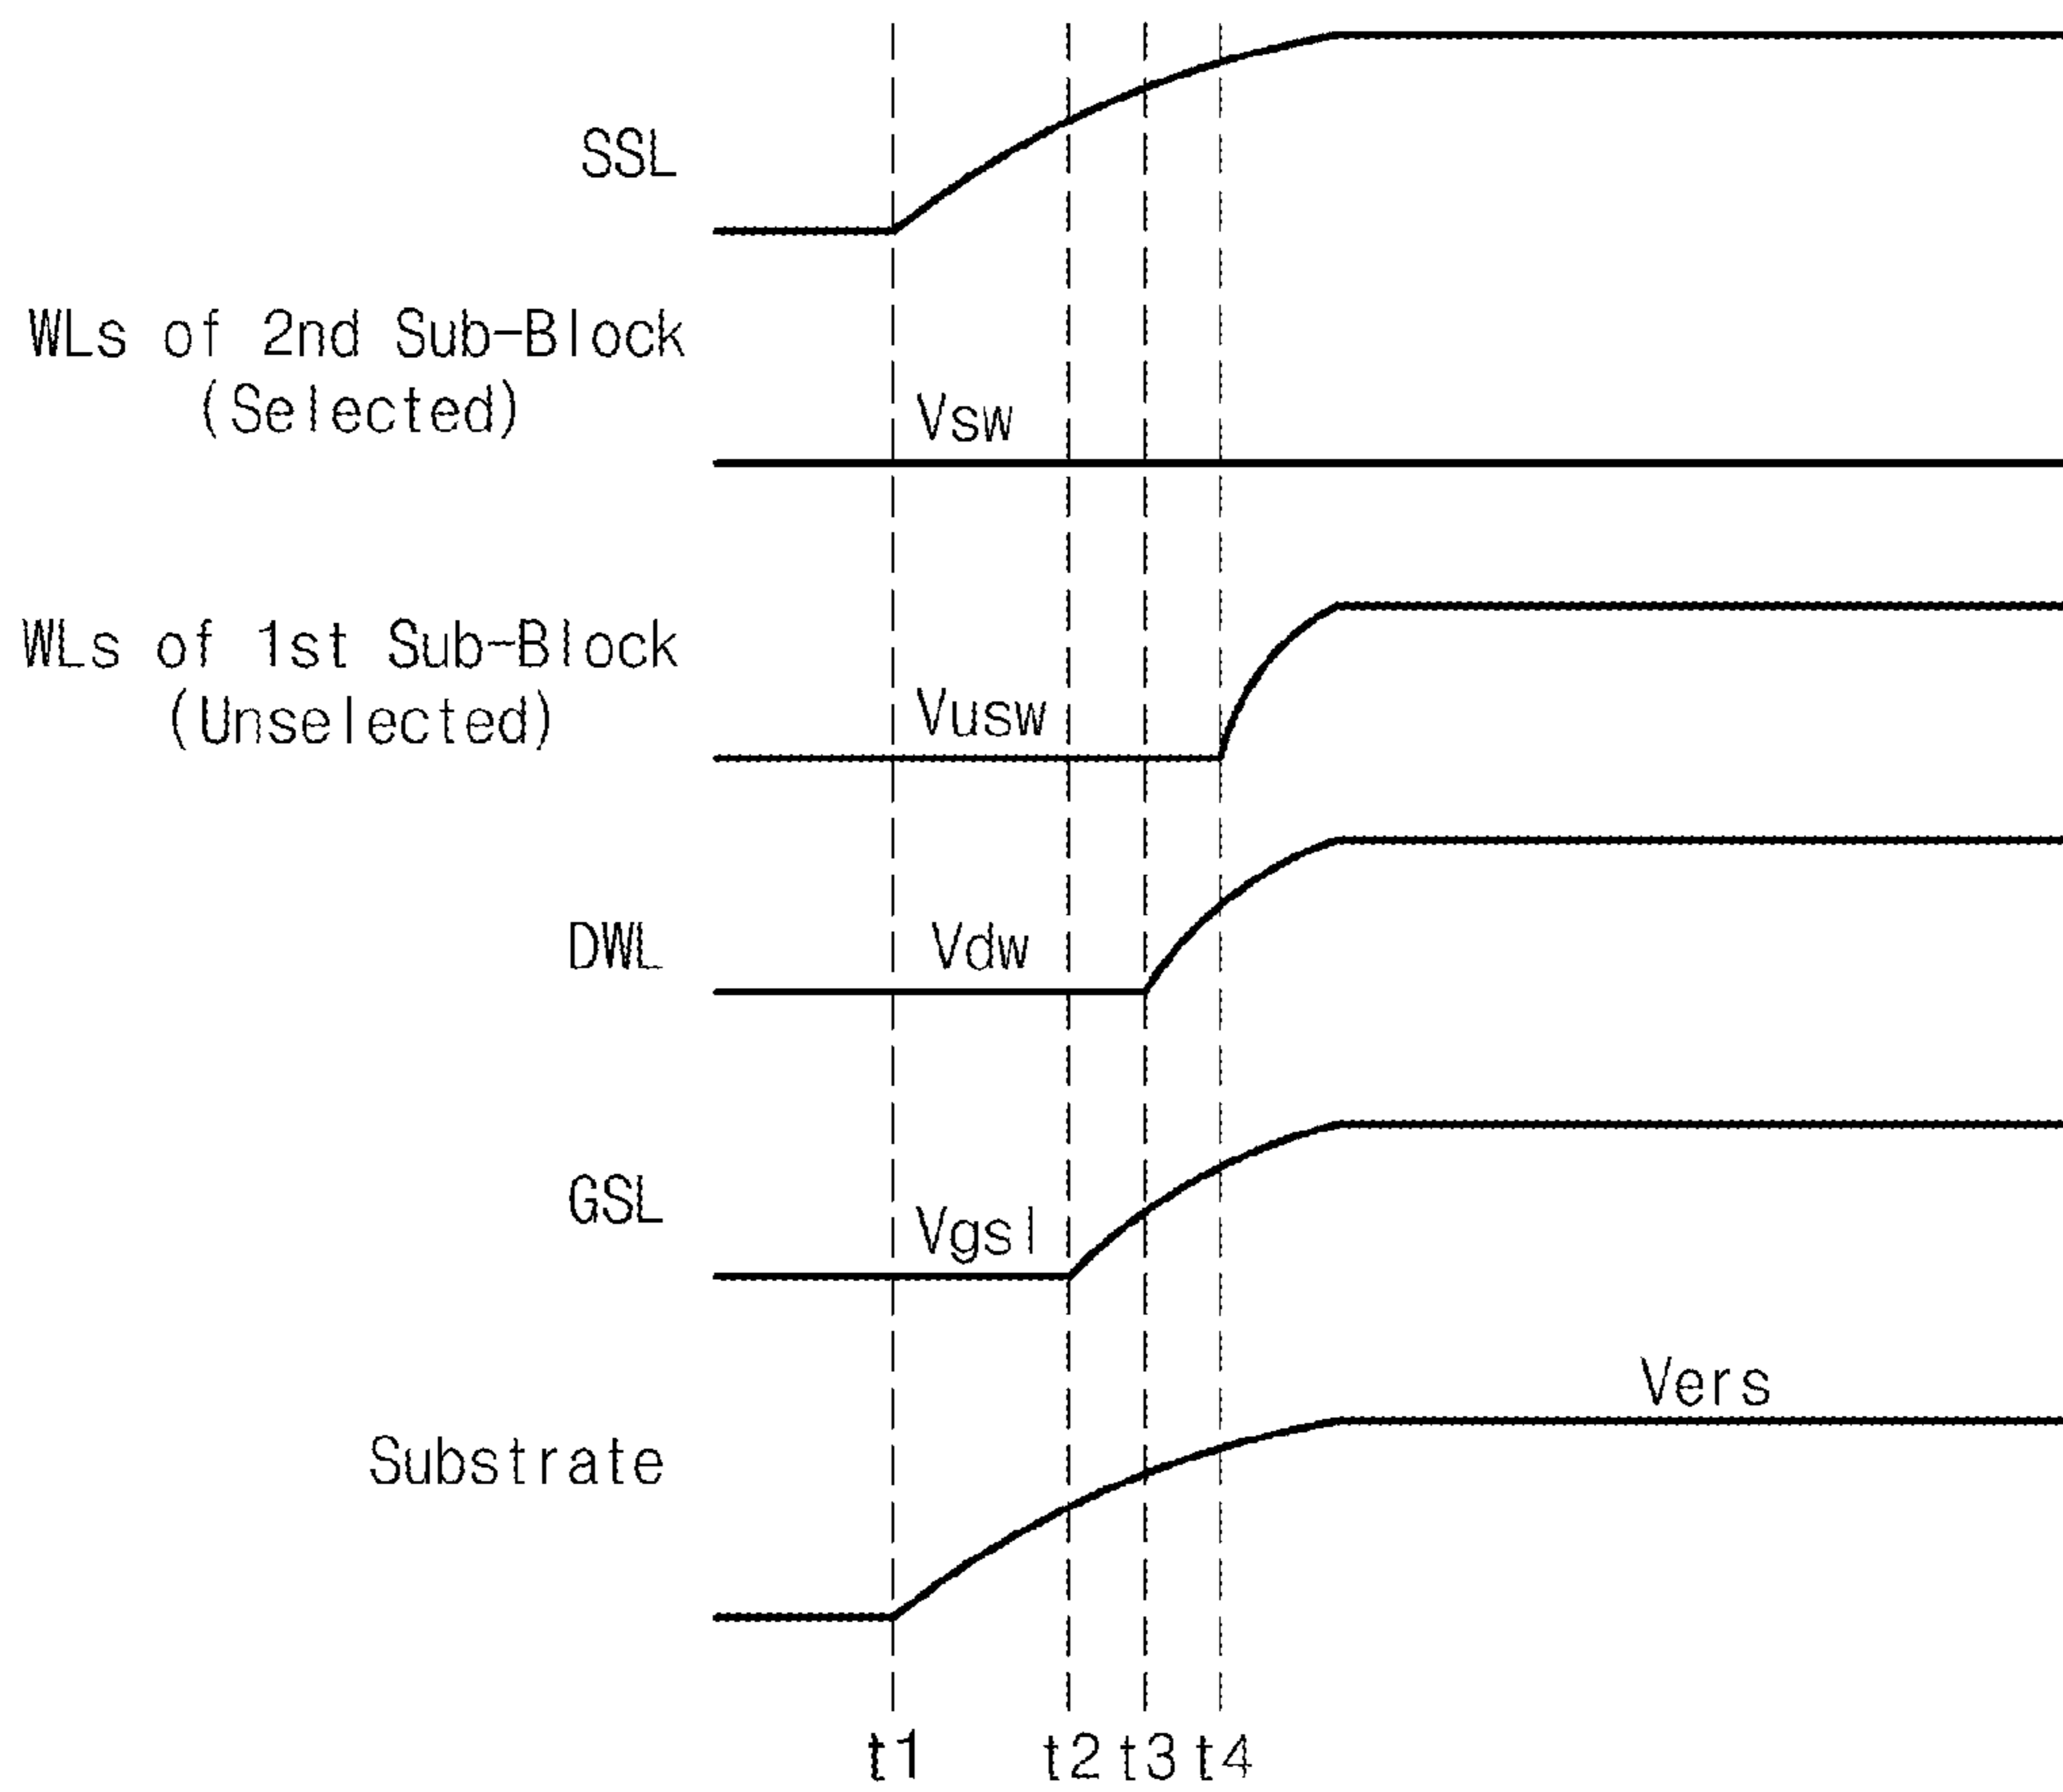 SSL
WLs of 2nd Sub-Block
(Selected)
Vsw
WLs of 1st Sub-Block
(Unselected)
Vusw
DWL
Vdw
GSL
Vgsl
Vers
Substrate
t1 t2 t3 t4